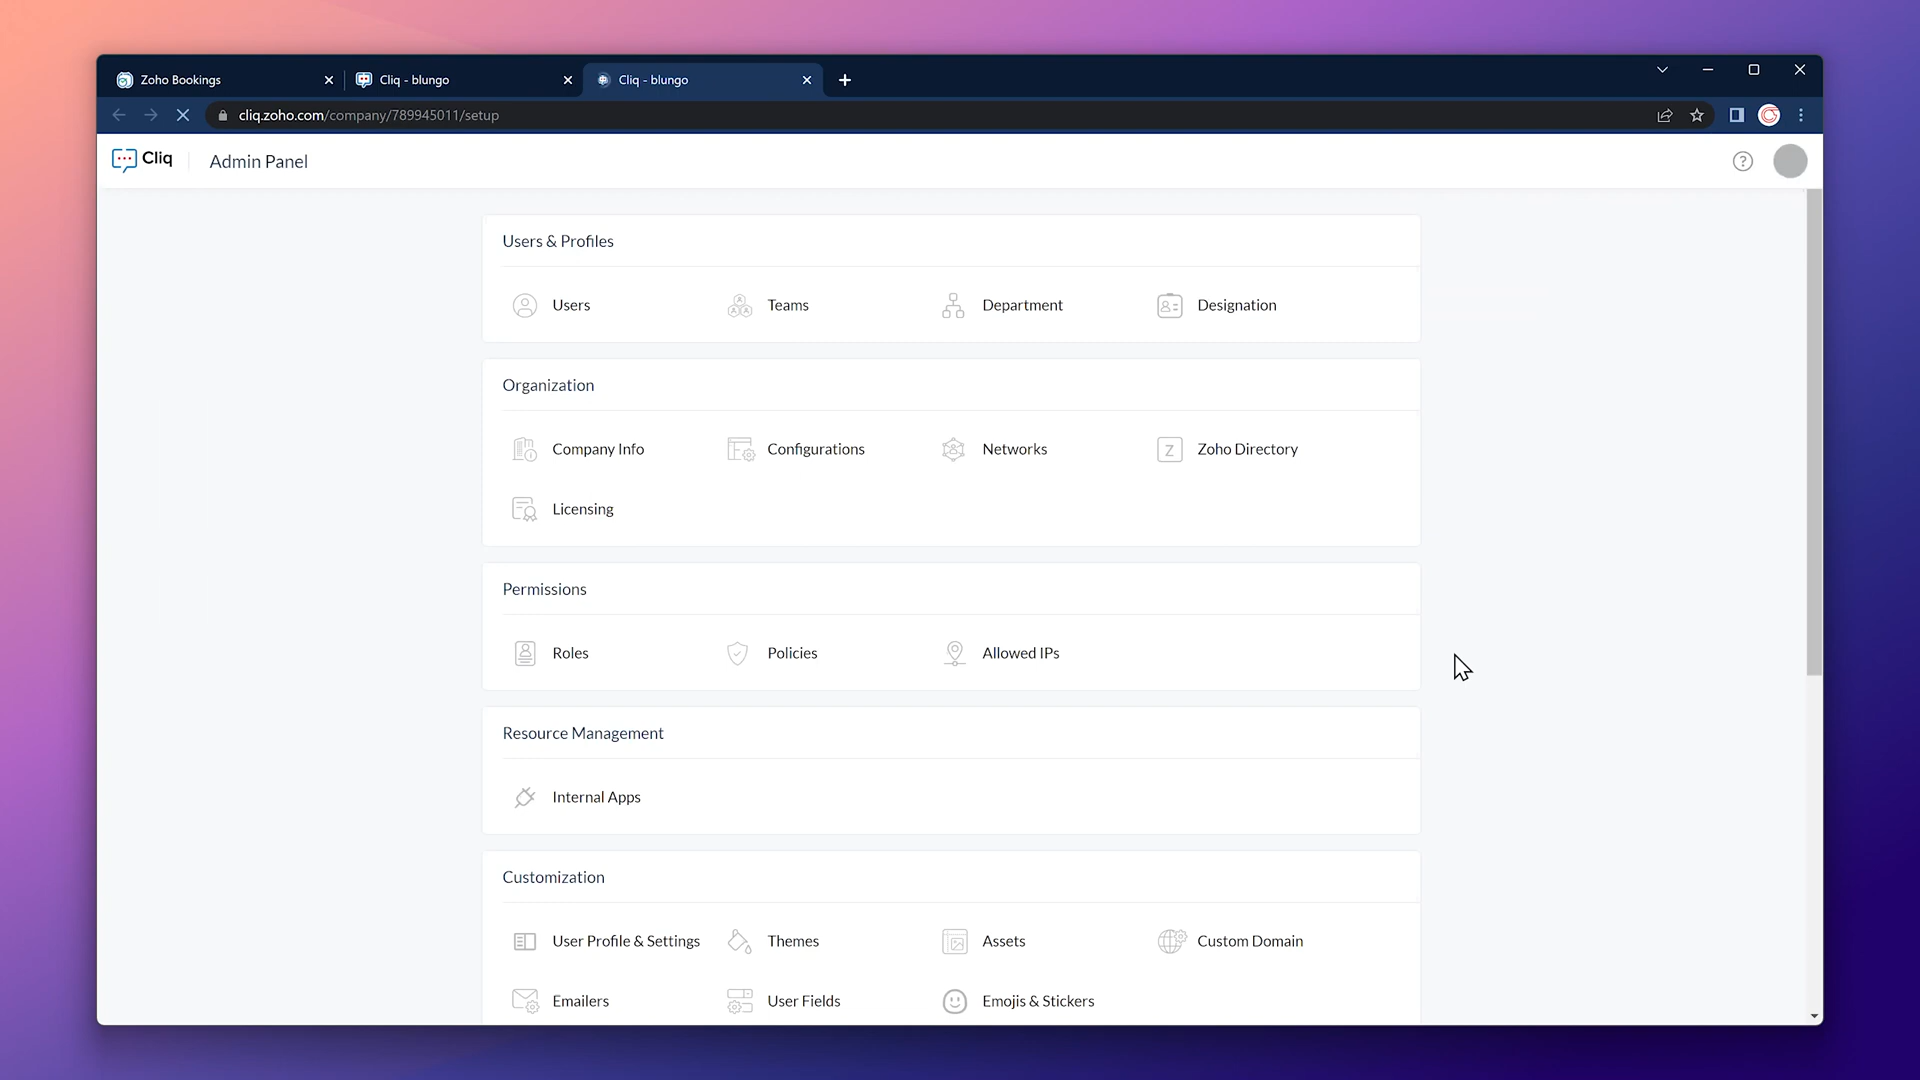 Zoho Bookings
Cliq - blungo
Cliq - blungo
cliq.zoho.com/company/789945011/setup
Cliq
Admin Panel
Users & Profiles
Users
Teams
Department
Designation
Organization
Company Info
Configurations
Networks
Zoho Directory
Licensing
Permissions
Roles
Policies
Allowed IPs
Resource Management
Internal Apps
Customization
User Profile & Settings
Themes
Assets
Custom Domain
Emailers
User Fields
Emojis & Stickers